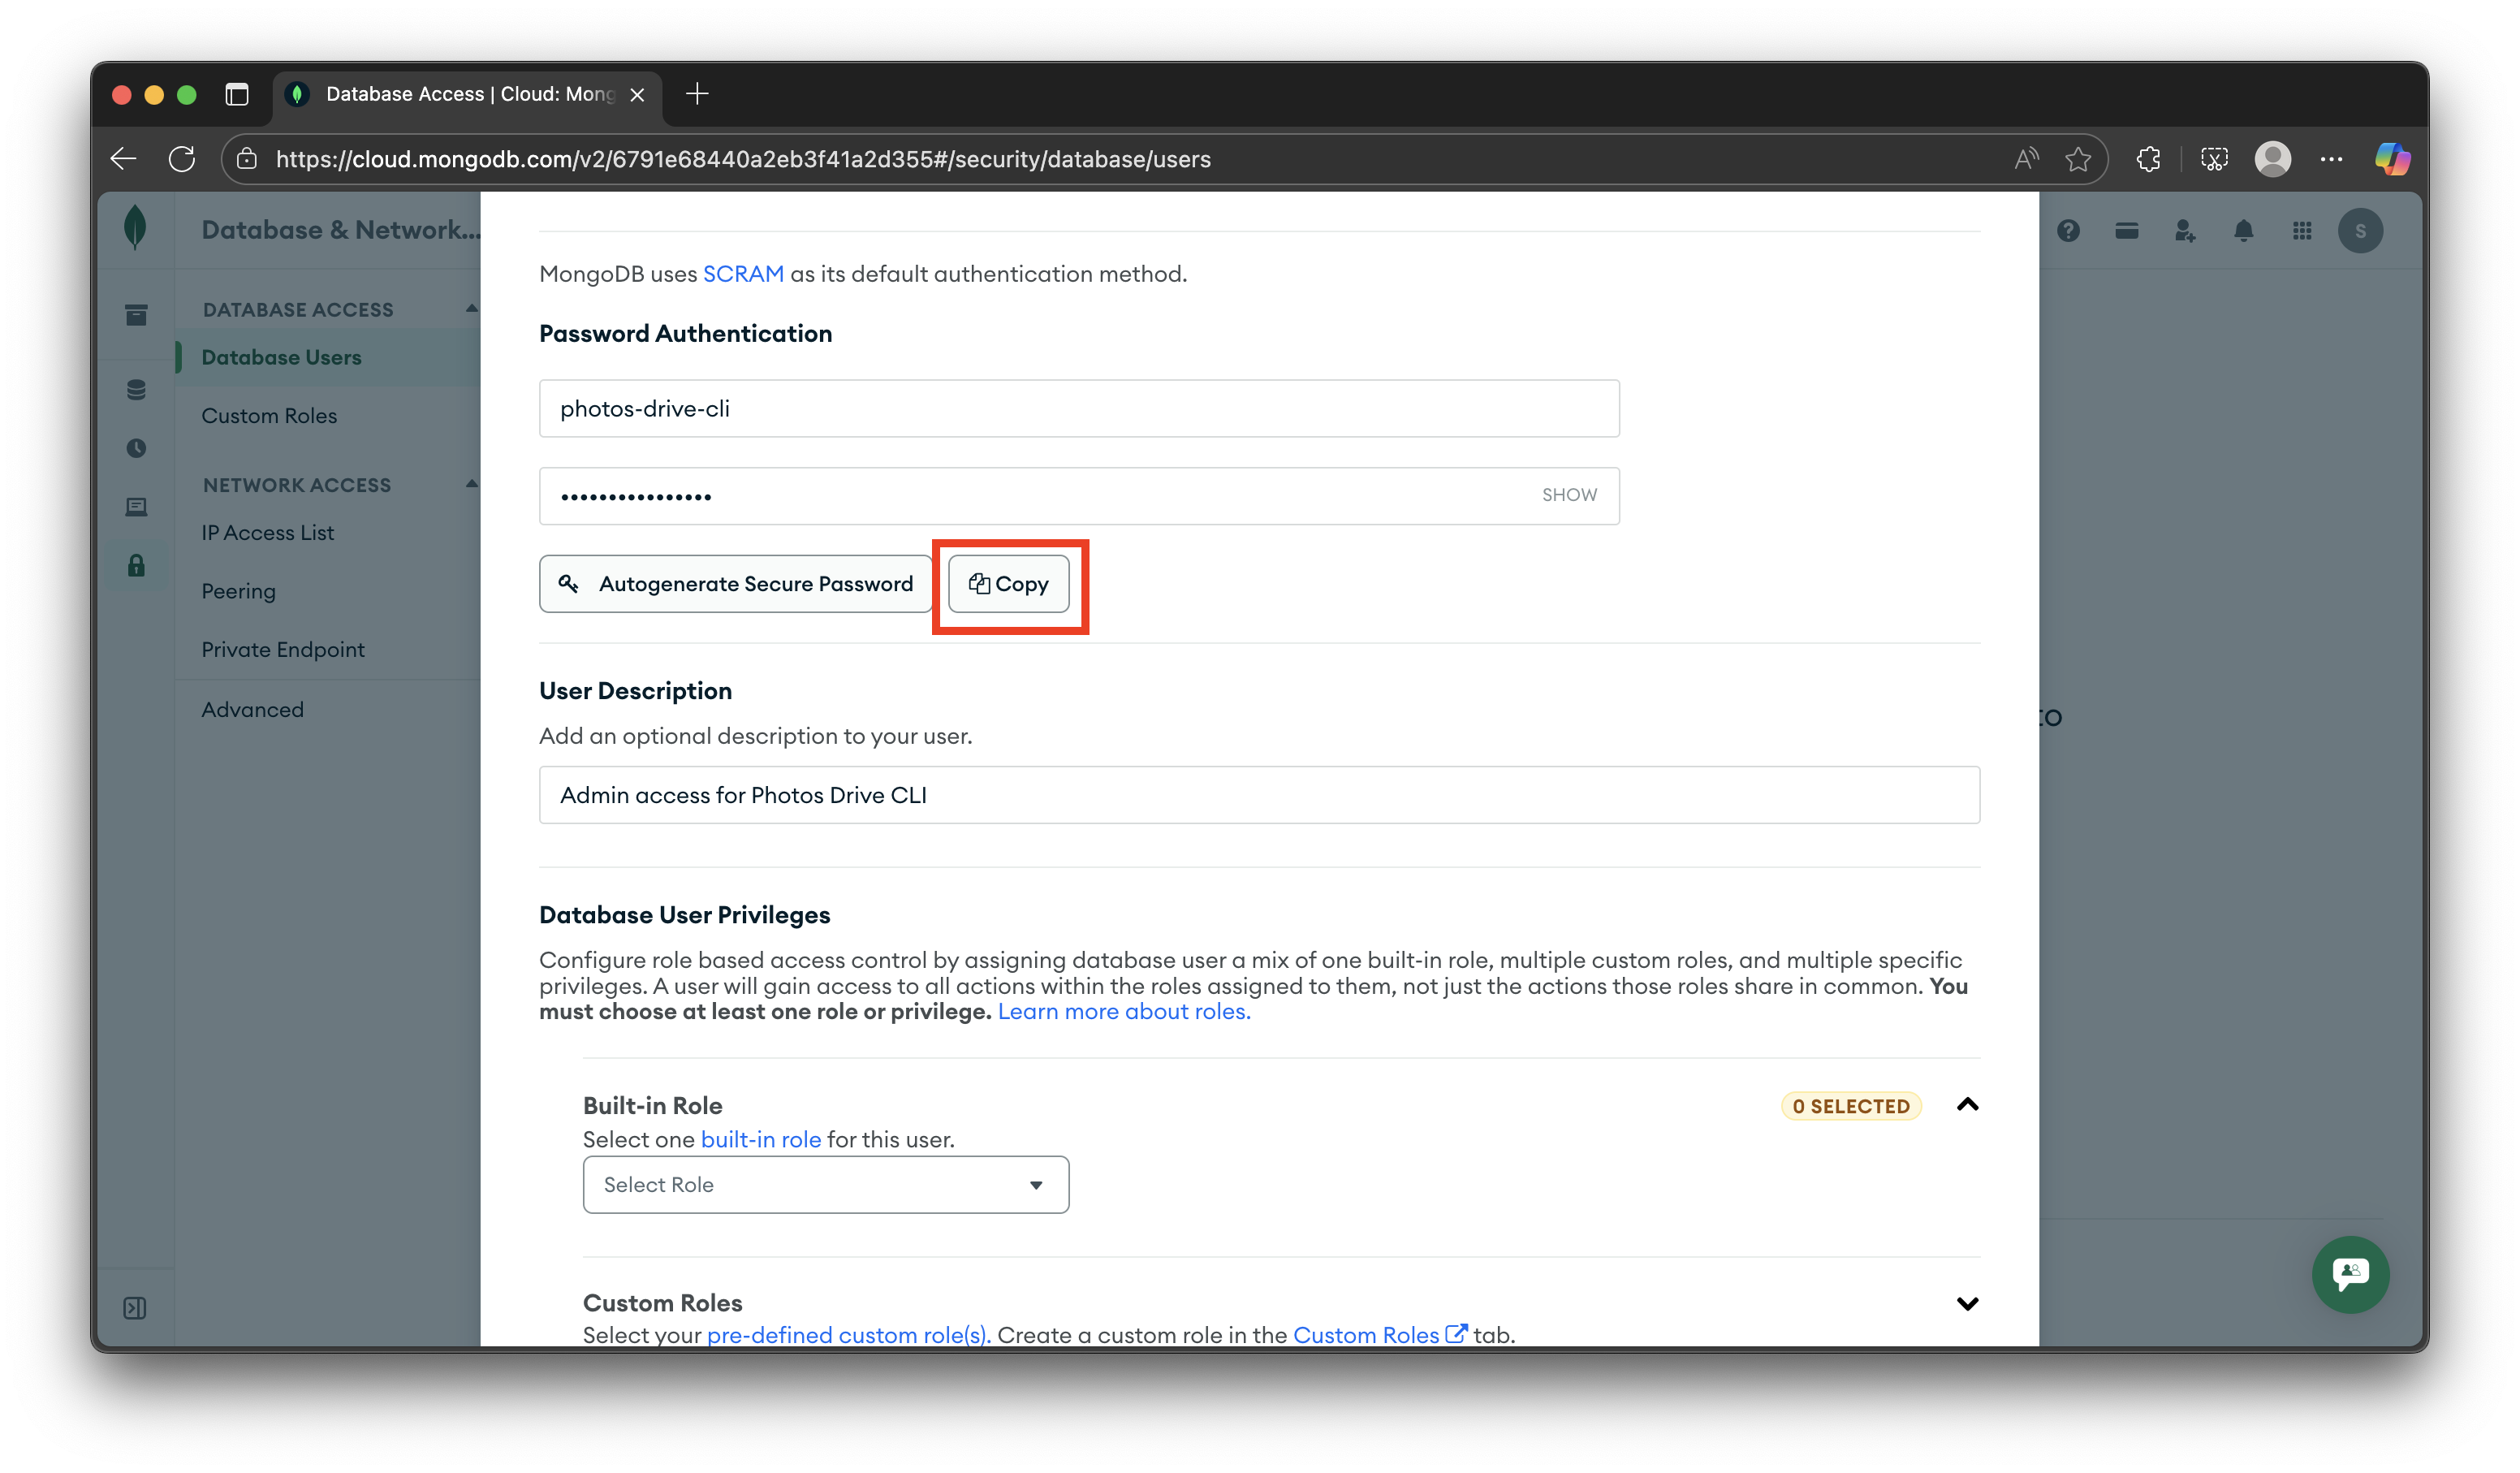 Database Access | Cloud: Mong
https://cloud.mongodb.com/v2/6791e68440a2eb3f41a2d355#/security/database/users
Database & Network...
S
DATABASE ACCESS
Database Users
Custom Roles
NETWORK ACCESS
IP Access List
Peering
Private Endpoint
Advanced
MongoDB uses SCRAM as its default authentication method.
Password Authentication
photos-drive-cli
••••••••••••••••
SHOW
Autogenerate Secure Password
Copy
User Description
Add an optional description to your user.
Admin access for Photos Drive CLI
Database User Privileges
Configure role based access control by assigning database user a mix of one built-in role, multiple custom roles, and multiple specific
privileges. A user will gain access to all actions within the roles assigned to them, not just the actions those roles share in common. You
must choose at least one role or privilege. Learn more about roles.
Built-in Role
0 SELECTED
Select one built-in role for this user.
Select Role
Custom Roles
Select your pre-defined custom role(s). Create a custom role in the Custom Roles tab.
to